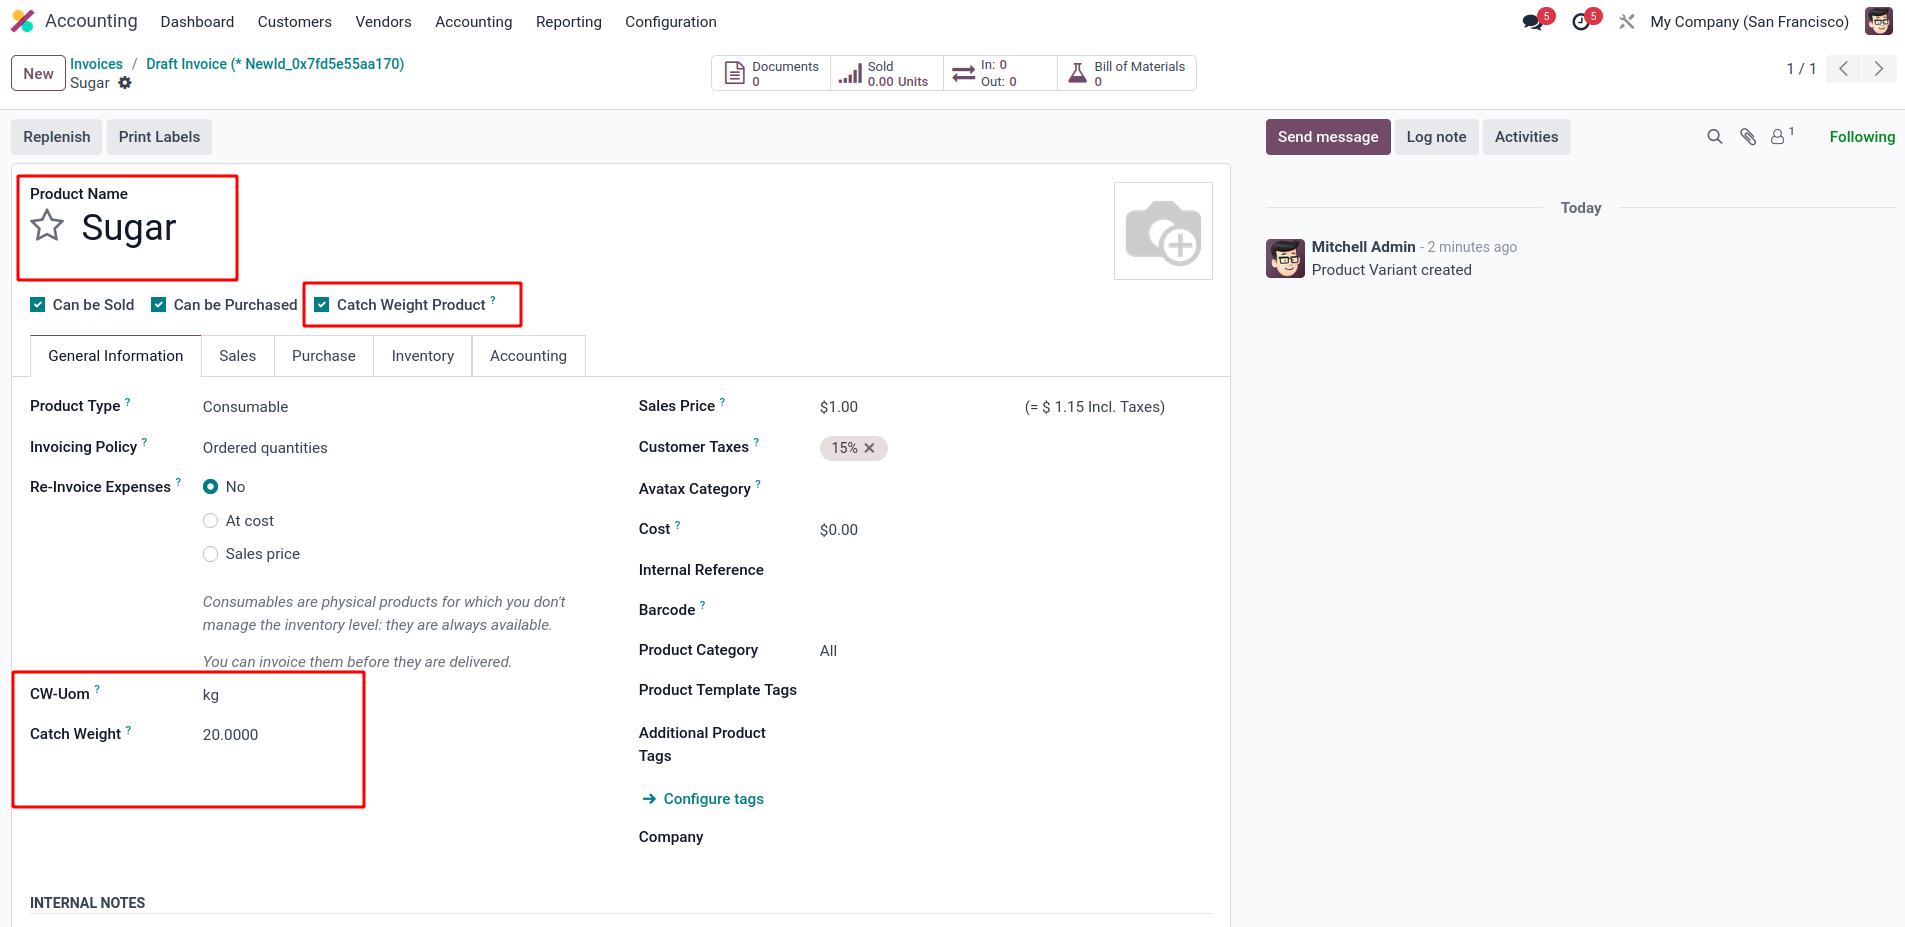 Accounting Dashboard Customers Vendors Accounting Reporting Configuration 5 5 My Company (San Francisco)
New Invoices / Draft Invoice (* NewId_0x7fd5e55aa170)
Sugar
Documents
0
Sold
0.00 Units
In: 0
Out: 0
Bill of Materials
0
1 / 1
Replenish Print Labels
Send message Log note Activities 1 Following
Product Name
Sugar
Can be Sold Can be Purchased Catch Weight Product ?
General Information Sales Purchase Inventory Accounting
Product Type ? Consumable
Invoicing Policy ? Ordered quantities
Re-Invoice Expenses ? No
At cost
Sales price
Consumables are physical products for which you don't
manage the inventory level: they are always available.
You can invoice them before they are delivered.
CW-Uom ? kg
Catch Weight ? 20.0000
Sales Price ? $1.00 (= $ 1.15 Incl. Taxes)
Customer Taxes ? 15%
Avatax Category ?
Cost ? $0.00
Internal Reference
Barcode ?
Product Category All
Product Template Tags
Additional Product
Tags
Configure tags
Company
INTERNAL NOTES
Today
Mitchell Admin - 2 minutes ago
Product Variant created